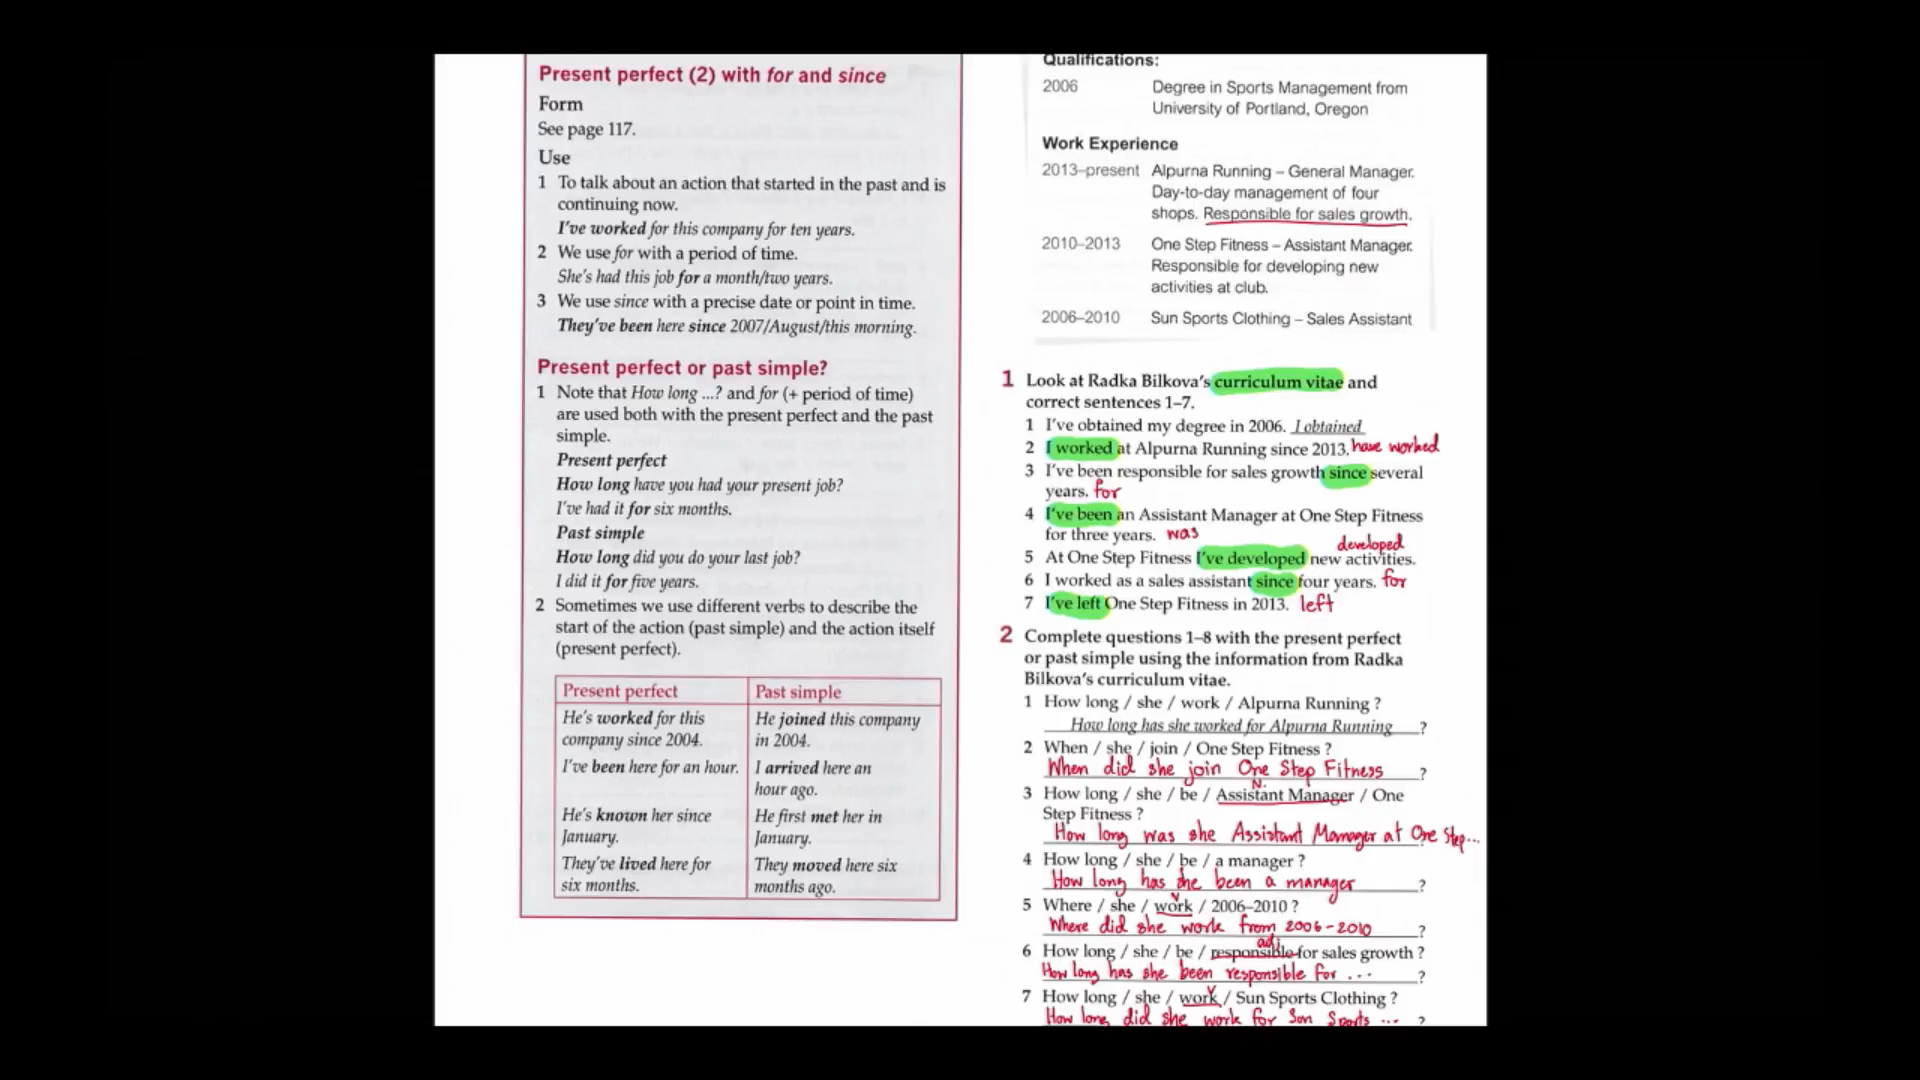 Present perfect (2) with for and since
Form
See page 117.
Use
1 To talk about an action that started in the past and is
continuing now.
I've worked for this company for ten years.
2 We use for with a period of time.
She's had this job for a month/two years.
3 We use since with a precise date or point in time.
They've been here since 2007/August/this morning.
Present perfect or past simple?
1 Note that How long ...? and for (+ period of time)
are used both with the present perfect and the past
simple.
Present perfect
How long have you had your present job?
I've had it for six months.
Past simple
How long did you do your last job?
I did it for five years.
2 Sometimes we use different verbs to describe the
start of the action (past simple) and the action itself
(present perfect).
Present perfect Past simple
He's worked for this He joined this company
company since 2004. in 2004.
I've been here for an hour. I arrived here an
hour ago.
He's known her since He first met her in
January. January.
They've lived here for They moved here six
six months. months ago.
Qualifications:
2006 Degree in Sports Management from
University of Portland, Oregon
Work Experience
2013–present Alpurna Running – General Manager.
Day-to-day management of four
shops. Responsible for sales growth.
2010–2013 One Step Fitness – Assistant Manager.
Responsible for developing new
activities at club.
2006–2010 Sun Sports Clothing – Sales Assistant
1 Look at Radka Bilkova's curriculum vitae and
correct sentences 1–7.
1 I've obtained my degree in 2006. I obtained
2 I worked at Alpurna Running since 2013. have worked
3 I've been responsible for sales growth since several
years. for
4 I've been an Assistant Manager at One Step Fitness
for three years. was
developed
5 At One Step Fitness I've developed new activities.
6 I worked as a sales assistant since four years. for
7 I've left One Step Fitness in 2013. left
2 Complete questions 1–8 with the present perfect
or past simple using the information from Radka
Bilkova's curriculum vitae.
1 How long / she / work / Alpurna Running ?
How long has she worked for Alpurna Running ?
2 When / she / join / One Step Fitness ?
When did she join One Step Fitness ?
N.
3 How long / she / be / Assistant Manager / One
Step Fitness ?
How long was she Assistant Manager at One Step... ?
4 How long / she / be / a manager ?
How long has she been a manager ?
v
5 Where / she / work / 2006–2010 ?
Where did she work from 2006-2010 ?
adj
6 How long / she / be / responsible for sales growth ?
How long has she been responsible for ... ?
v
7 How long / she / work / Sun Sports Clothing ?
How long did she work for Sun Sports ... ?